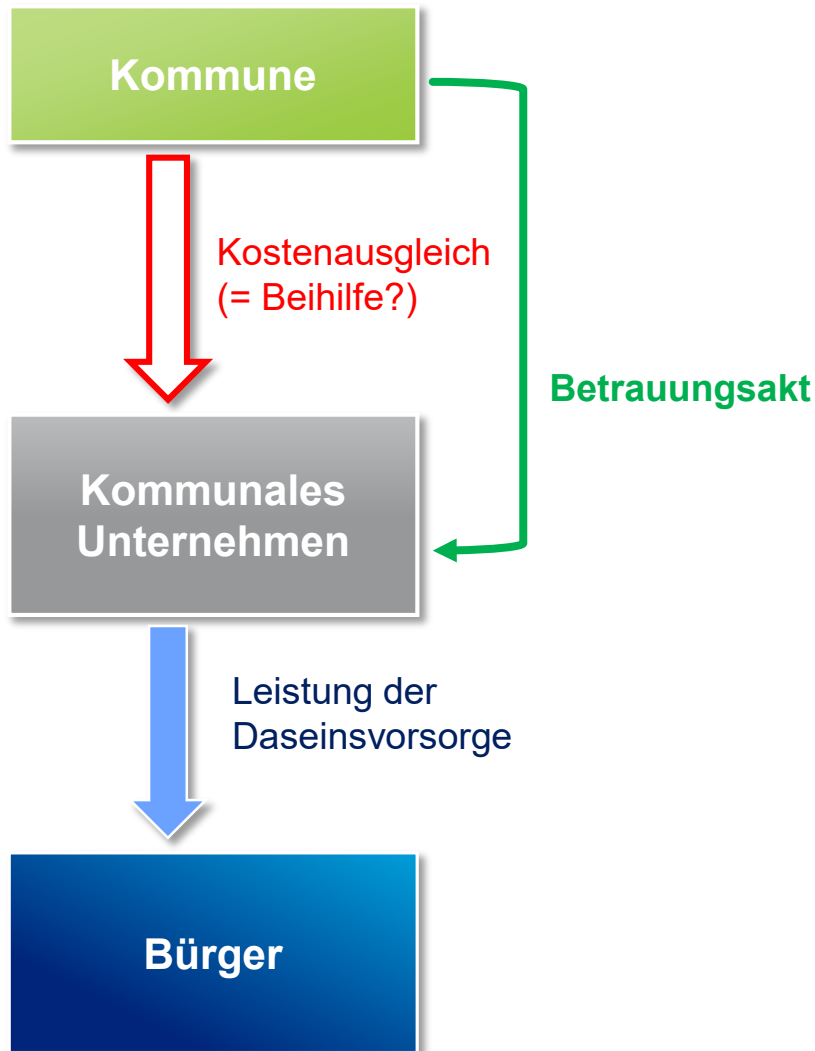 Kommune
Kostenausgleich
(= Beihilfe?)
Betrauungsakt
Kommunales
Unternehmen
Leistung der
Daseinsvorsorge
Bürger